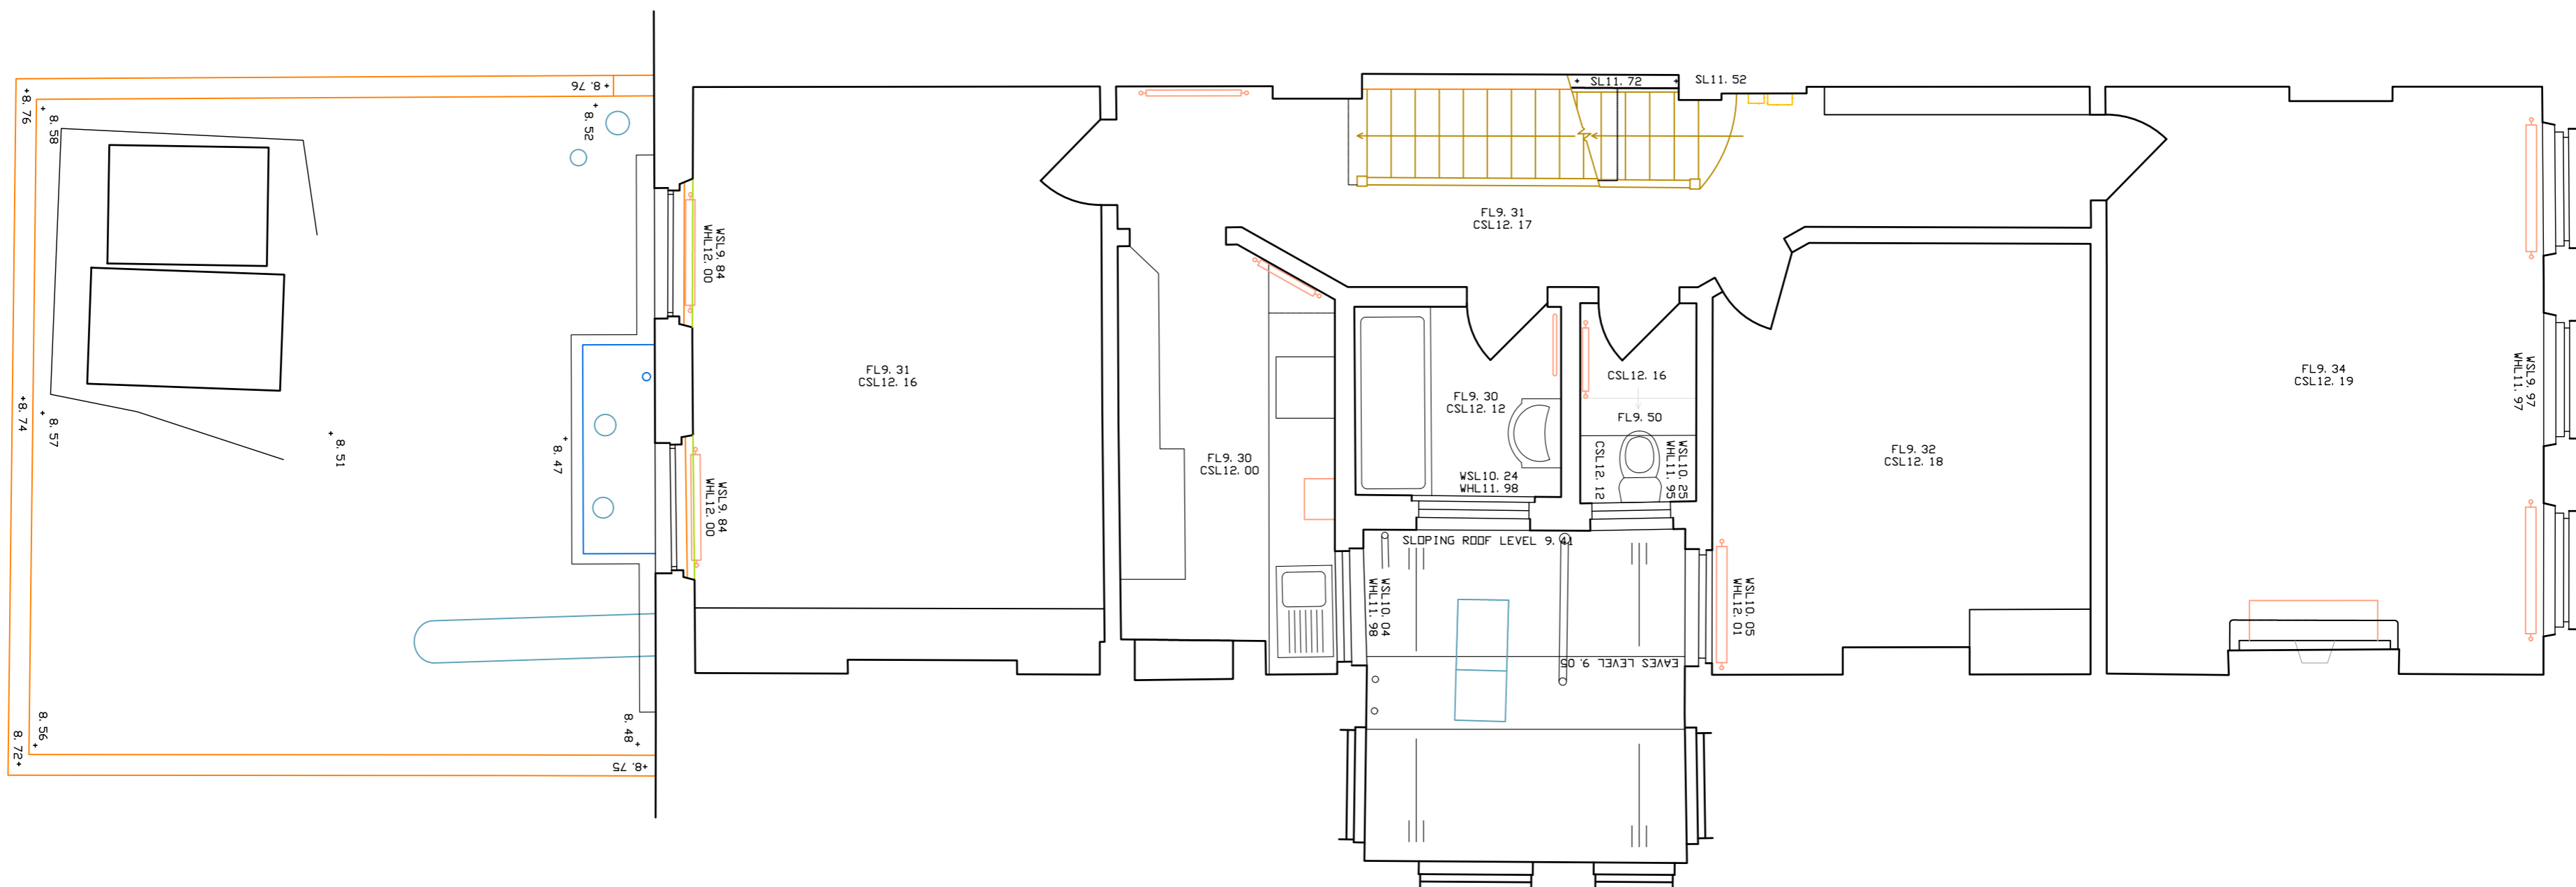 + 8. 76
+8. 76
+ 8. 58
+ 8. 52
SL11. 72
SL11. 52
FL9. 31
CSL12. 17
WSL9. 84
WHL12. 00
FL9. 31
CSL12. 16
CSL12. 16
FL9. 30
CSL12. 12
FL9. 50
FL9. 34
CSL12. 19
WSL9. 97
WHL11. 97
+8. 74
+ 8. 57
+ 8. 51
+ 8. 47
WSL9. 84
WHL12. 00
FL9. 30
CSL12. 00
WSL10. 24
WHL11. 98
CSL12. 12
WSL10. 25
WHL11. 95
FL9. 32
CSL12. 18
SLOPING ROOF LEVEL 9. 41
WSL10. 04
WHL11. 98
WSL10. 05
WHL12. 01
EAVES LEVEL 9. 05
8. 56 +
8. 72+
8. 48 +
+8. 75